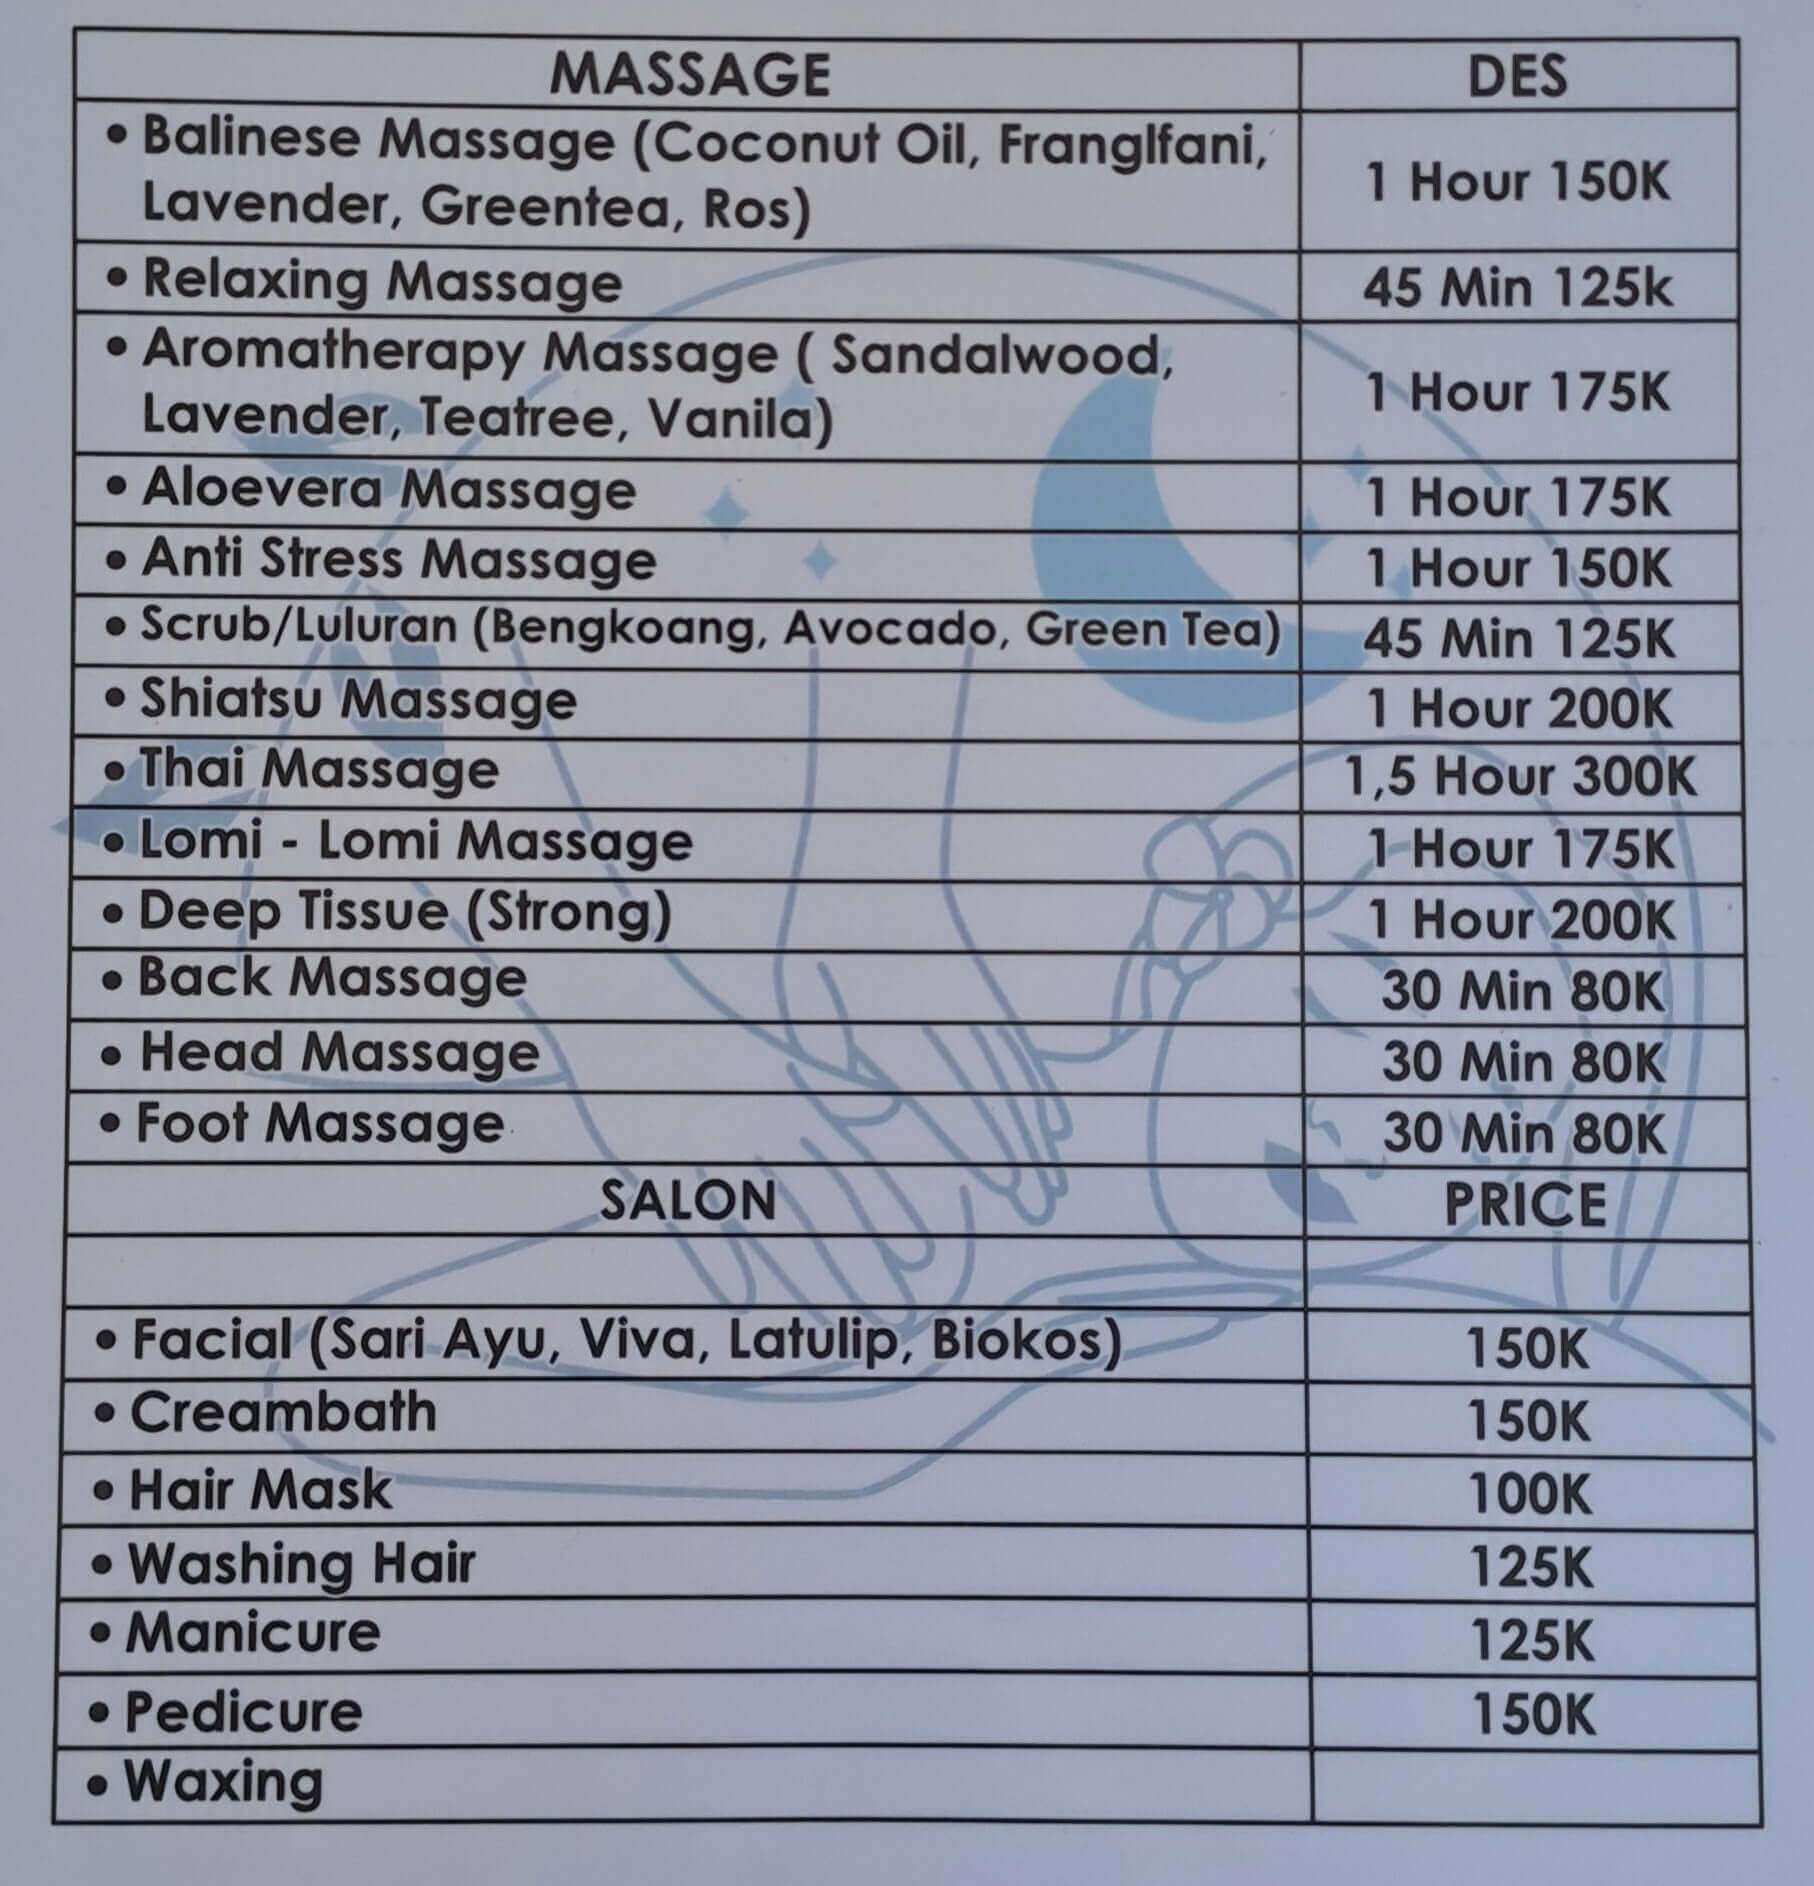 MASSAGE DES
• Balinese Massage (Coconut Oil, Franglfani,
Lavender, Greentea, Ros)
1 Hour 150K
• Relaxing Massage 45 Min 125k
• Aromatherapy Massage ( Sandalwood,
Lavender, Teatree, Vanila)
1 Hour 175K
• Aloevera Massage 1 Hour 175K
• Anti Stress Massage 1 Hour 150K
• Scrub/Luluran (Bengkoang, Avocado, Green Tea) 45 Min 125K
• Shiatsu Massage 1 Hour 200K
• Thai Massage 1,5 Hour 300K
• Lomi - Lomi Massage 1 Hour 175K
• Deep Tissue (Strong) 1 Hour 200K
• Back Massage 30 Min 80K
• Head Massage 30 Min 80K
• Foot Massage 30 Min 80K
SALON PRICE
• Facial (Sari Ayu, Viva, Latulip, Biokos) 150K
• Creambath 150K
• Hair Mask 100K
• Washing Hair 125K
• Manicure 125K
• Pedicure 150K
• Waxing